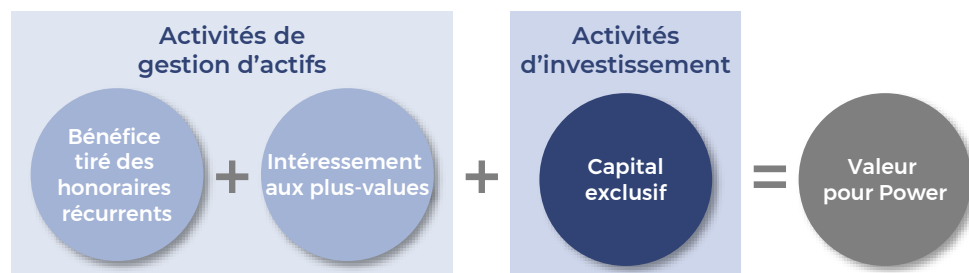 Activités de
gestion d'actifs
Bénéfice
tiré des
honoraires
récurrents
+
Intéressement
aux plus-values
+
Activités
d'investissement
Capital
exclusif
=
Valeur
pour Power